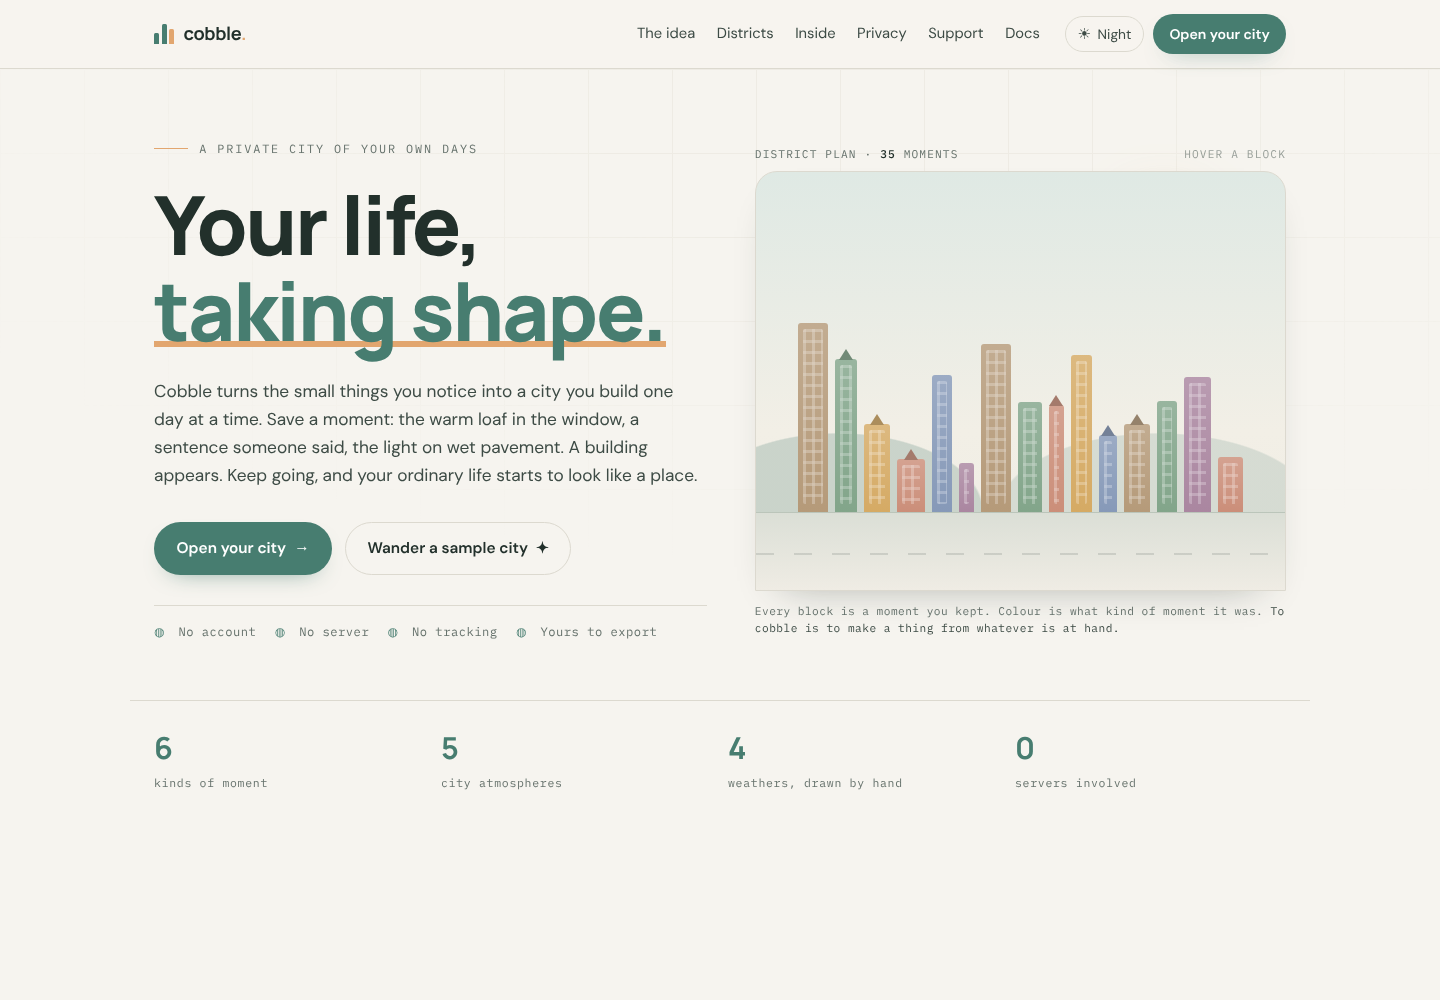 cobble.
The idea
Districts
Inside
Privacy
Support
Docs
☀ Night
Open your city
A PRIVATE CITY OF YOUR OWN DAYS
Your life,
taking shape.
Cobble turns the small things you notice into a city you build one
day at a time. Save a moment: the warm loaf in the window, a
sentence someone said, the light on wet pavement. A building
appears. Keep going, and your ordinary life starts to look like a place.
Open your city →
Wander a sample city ✦
◍ No account ◍ No server ◍ No tracking ◍ Yours to export
DISTRICT PLAN · 35 MOMENTS
HOVER A BLOCK
Every block is a moment you kept. Colour is what kind of moment it was. To
cobble is to make a thing from whatever is at hand.
6
kinds of moment
5
city atmospheres
4
weathers, drawn by hand
0
servers involved